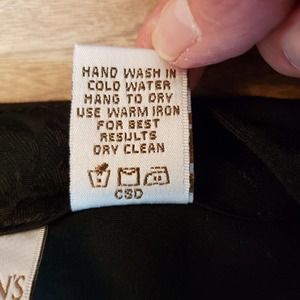 HAND WASH IN
COLD WATER
HANG TO DRY
USE WARM IRON
FOR BEST
RESULTS
DRY CLEAN
CSD
N'S